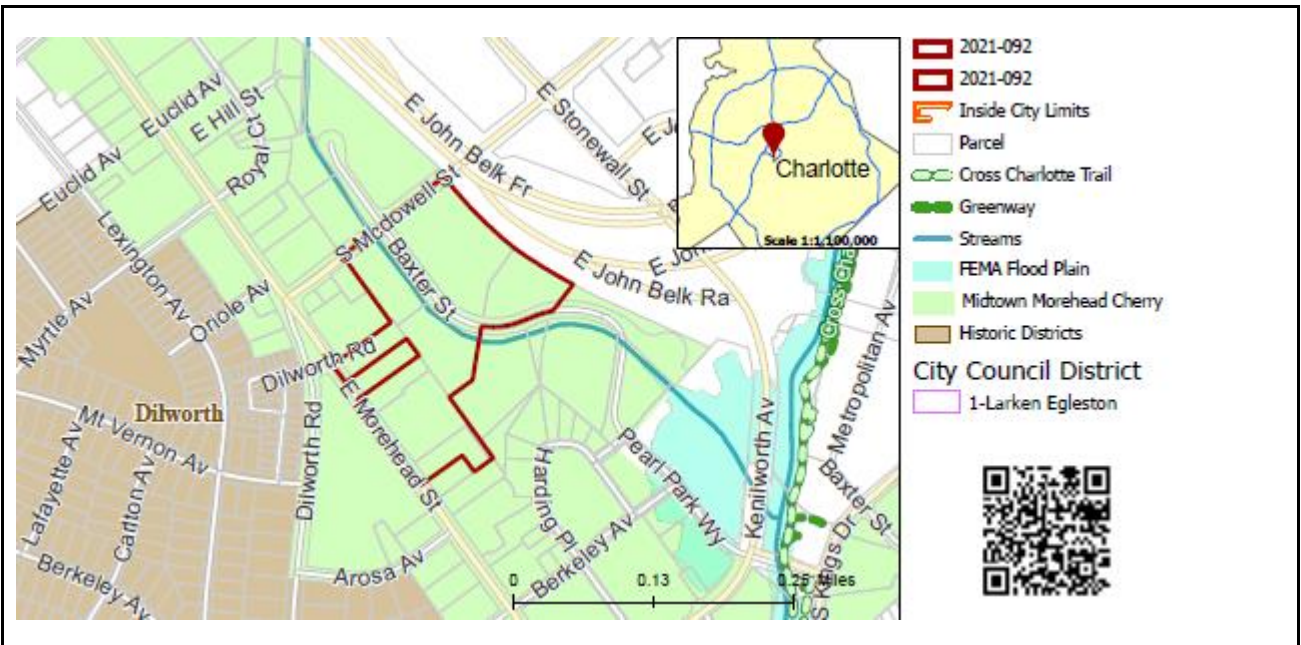 Euclid Av
E Hill St
Euclid Av
Royal Ct
Lexington Av
Myrtle Av
Oriole Av
S Mcdowell St
Baxter St
E John Belk Fr
E Stonewall St
E John Belk Ra
Dilworth Rd
E Morehead St
Dilworth
Mt Vernon Av
Lafayette Av
Carlton Av
Dilworth Rd
Berkeley Av
Arosa Av
Harding Pl
Berkeley Av
Pearl Park Wy
Kenilworth Av
Metropolitan Av
Baxter St
S Kings Dr
0 0.13 0.25 Miles
Charlotte
Scale 1:1,100,000
2021-092
2021-092
Inside City Limits
Parcel
Cross Charlotte Trail
Greenway
Streams
FEMA Flood Plain
Midtown Morehead Cherry
Historic Districts
City Council District
1-Larken Egleston